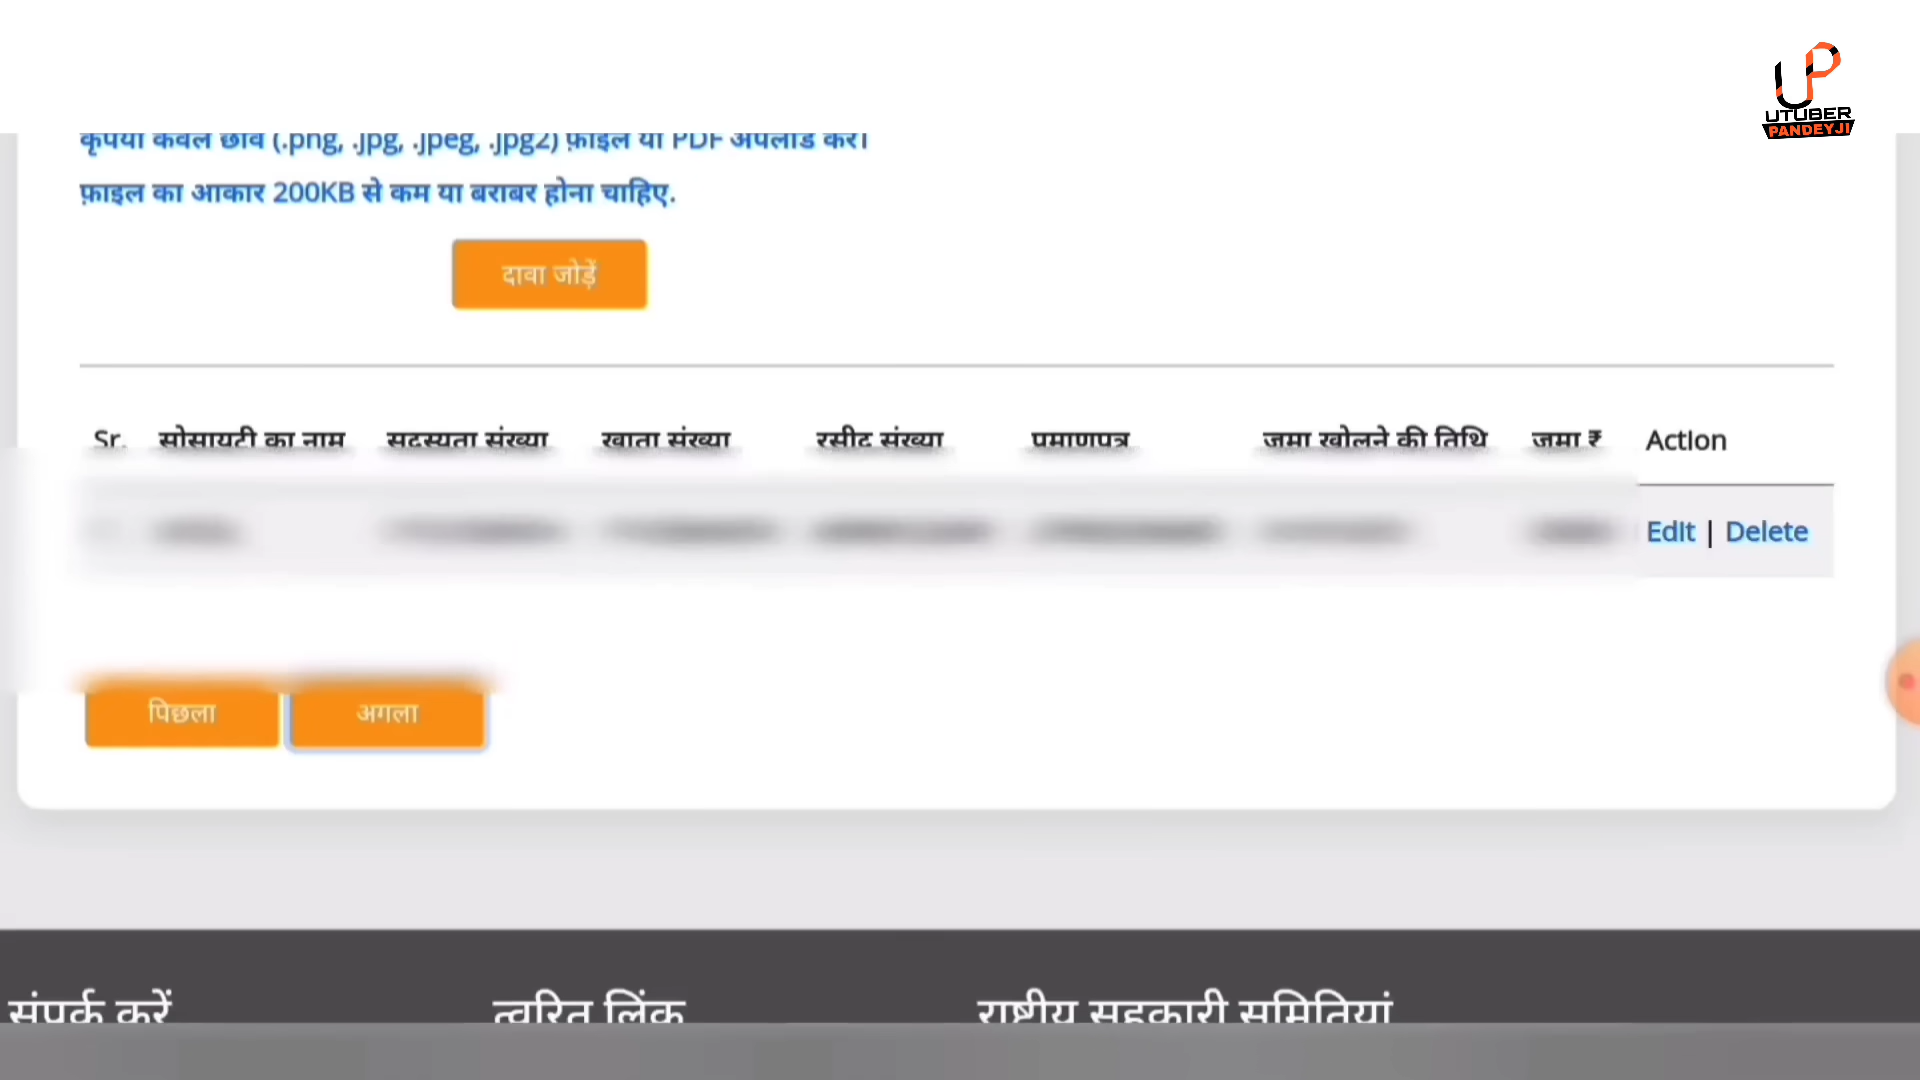 UP
UTUBER
PANDEYJI
कृपया केवल छवि (.png, .jpg, .jpeg, .jpg2) फ़ाइल या PDF अपलोड करें।
फ़ाइल का आकार 200KB से कम या बराबर होना चाहिए.
दावा जोड़ें
Sr. सोसायटी का नाम सदस्यता संख्या खाता संख्या रसीद संख्या प्रमाणपत्र जमा खोलने की तिथि जमा ₹ Action
Edit | Delete
पिछला अगला
संपर्क करें त्वरित लिंक राष्ट्रीय सहकारी समितियां